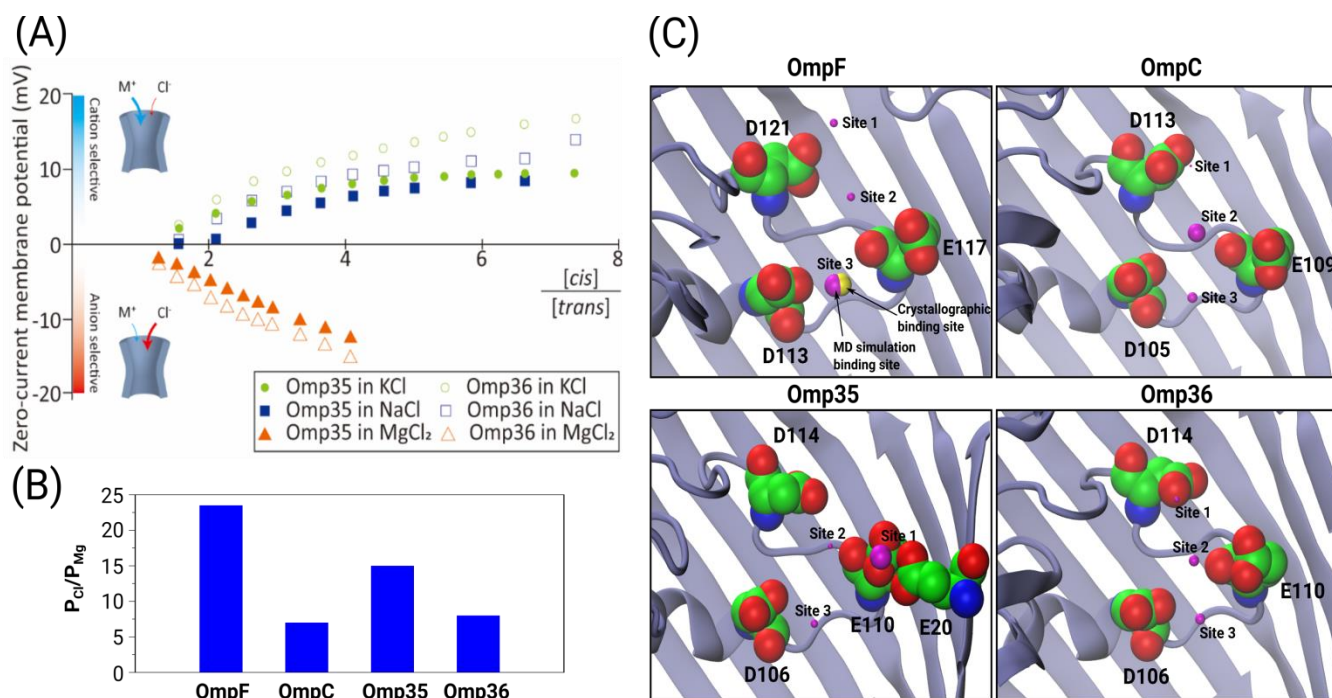 (A)
Zero-current membrane potential (mV)
20
10
0
-10
-20
Cation selective
Anion selective
M⁺ Cl⁻
M⁺ Cl⁻
2 4 6 8
[cis]
[trans]
Omp35 in KCl Omp36 in KCl
Omp35 in NaCl Omp36 in NaCl
Omp35 in MgCl₂ Omp36 in MgCl₂
(B)
P_Cl/P_Mg
25
20
15
10
5
0
OmpF OmpC Omp35 Omp36
(C)
OmpF
D121
Site 1
Site 2
E117
Site 3
Crystallographic
binding site
D113
MD simulation
binding site
OmpC
D113
Site 1
Site 2
E109
Site 3
D105
Omp35
D114
Site 2
Site 1
Site 3
E110
E20
D106
Omp36
D114
Site 1
Site 2
E110
Site 3
D106